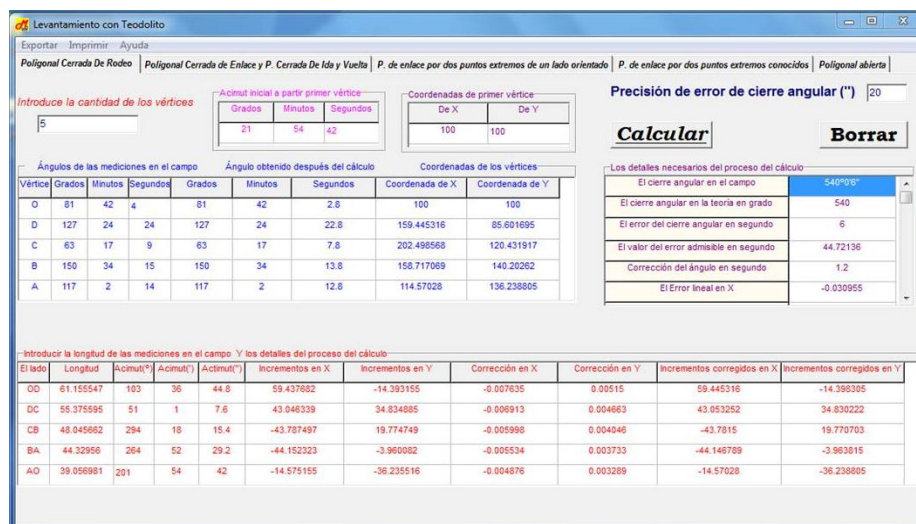 Levantamiento con Teodolito
Exportar Imprimir Ayuda
Poligonal Cerrada De Rodeo Poligonal Cerrada de Enlace y P. Cerrada De Ida y Vuelta P. de enlace por dos puntos extremos de un lado orientado P. de enlace por dos puntos extremos conocidos Poligonal abierta
Introduce la cantidad de los vértices
5
Acimut inicial a partir primer vértice
Grados Minutos Segundos
21 54 42
Coordenadas de primer vértice
De X De Y
100 100
Precisión de error de cierre angular (") 20
Calcular Borrar
Ángulos de las mediciones en el campo Ángulo obtenido después del cálculo Coordenadas de los vértices
Vértice Grados Minutos Segundos Grados Minutos Segundos Coordenada de X Coordenada de Y
O 81 42 4 81 42 2.8 100 100
D 127 24 24 127 24 22.8 159.445316 85.601695
C 63 17 9 63 17 7.8 202.498568 120.431917
B 150 34 15 150 34 13.8 158.717069 140.20262
A 117 2 14 117 2 12.8 114.57028 136.238805
Los detalles necesarios del proceso del cálculo
El cierre angular en el campo 540º0'6"
El cierre angular en la teoría en grado 540
El error del cierre angular en segundo 6
El valor del error admisible en segundo 44.72136
Corrección del ángulo en segundo 1.2
El Error lineal en X -0.030955
Introducir la longitud de las mediciones en el campo Y los detalles del proceso del cálculo
El lado Longitud Acimut(º) Acimut(') Actimut(") Incrementos en X Incrementos en Y Corrección en X Corrección en Y Incrementos corregidos en X Incrementos corregidos en Y
OD 61.155547 103 36 44.8 59.437682 -14.393155 -0.007635 0.00515 59.445316 -14.398305
DC 55.375595 51 1 7.6 43.046339 34.834885 -0.006913 0.004663 43.053252 34.830222
CB 48.045662 294 18 15.4 -43.787497 19.774749 -0.005998 0.004046 -43.7815 19.770703
BA 44.32956 264 52 29.2 -44.152323 -3.960082 -0.005534 0.003733 -44.146789 -3.963815
AO 39.056981 201 54 42 -14.575155 -36.235516 -0.004876 0.003289 -14.57028 -36.238805